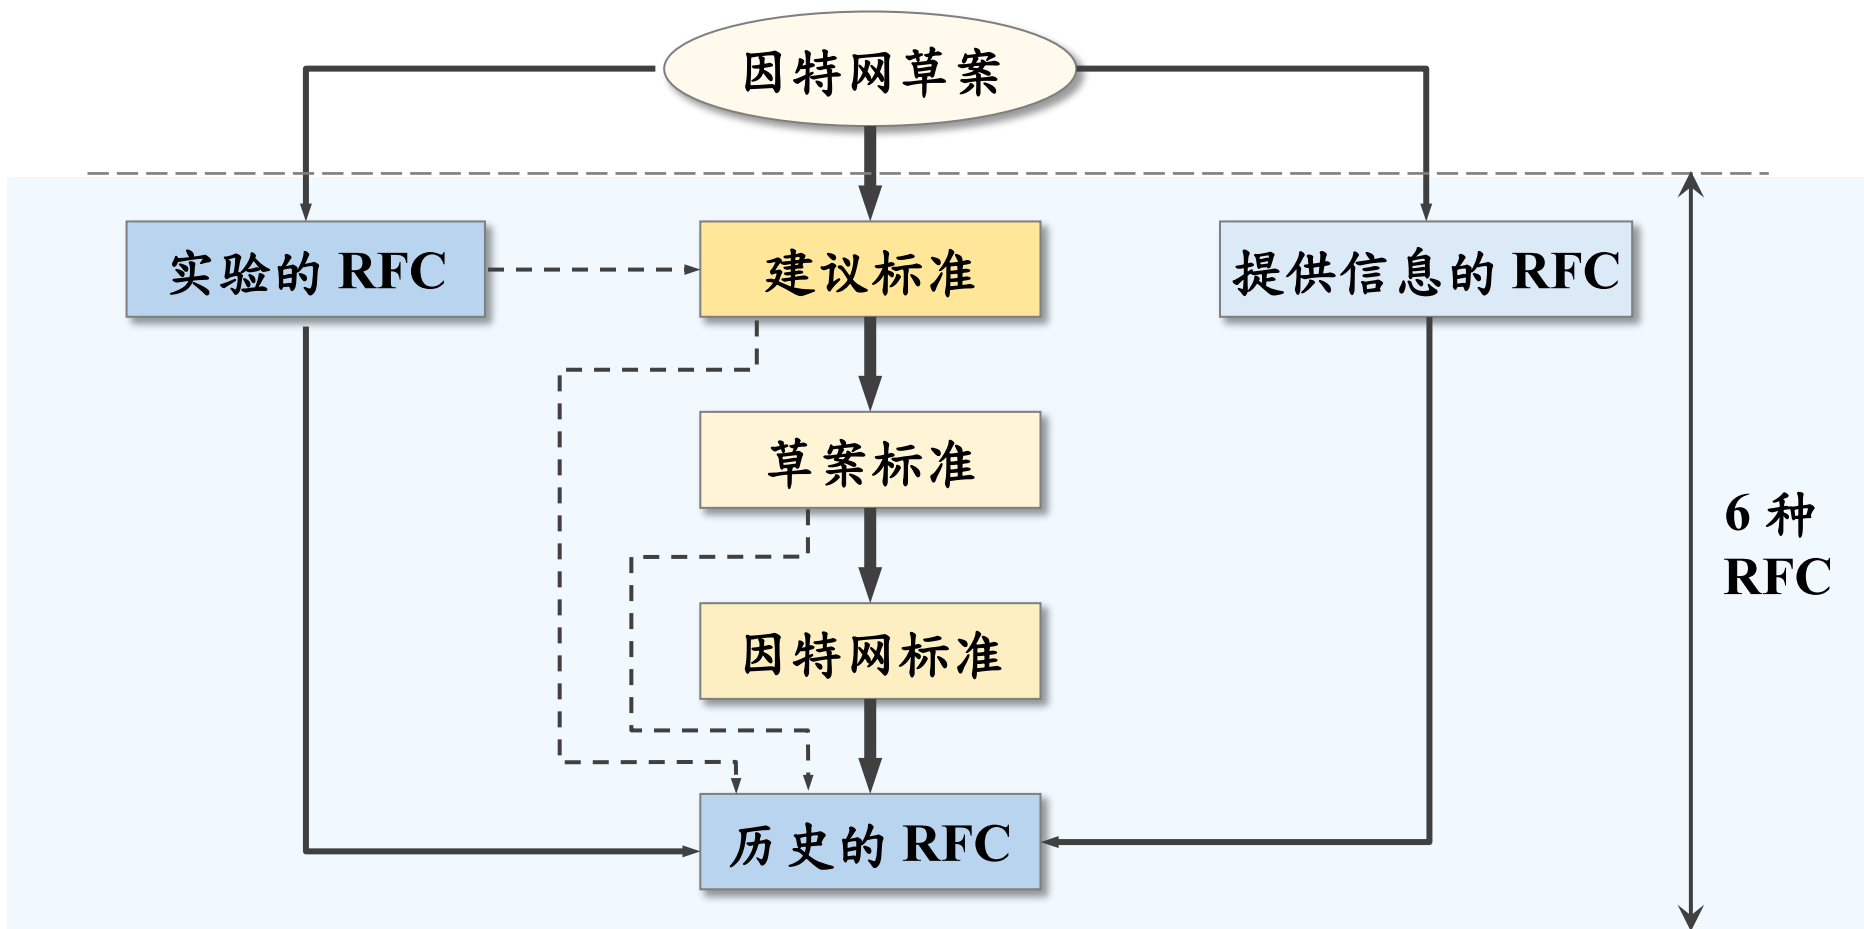 因特网草案
实验的 RFC
建议标准
提供信息的 RFC
草案标准
因特网标准
历史的 RFC
6 种
RFC